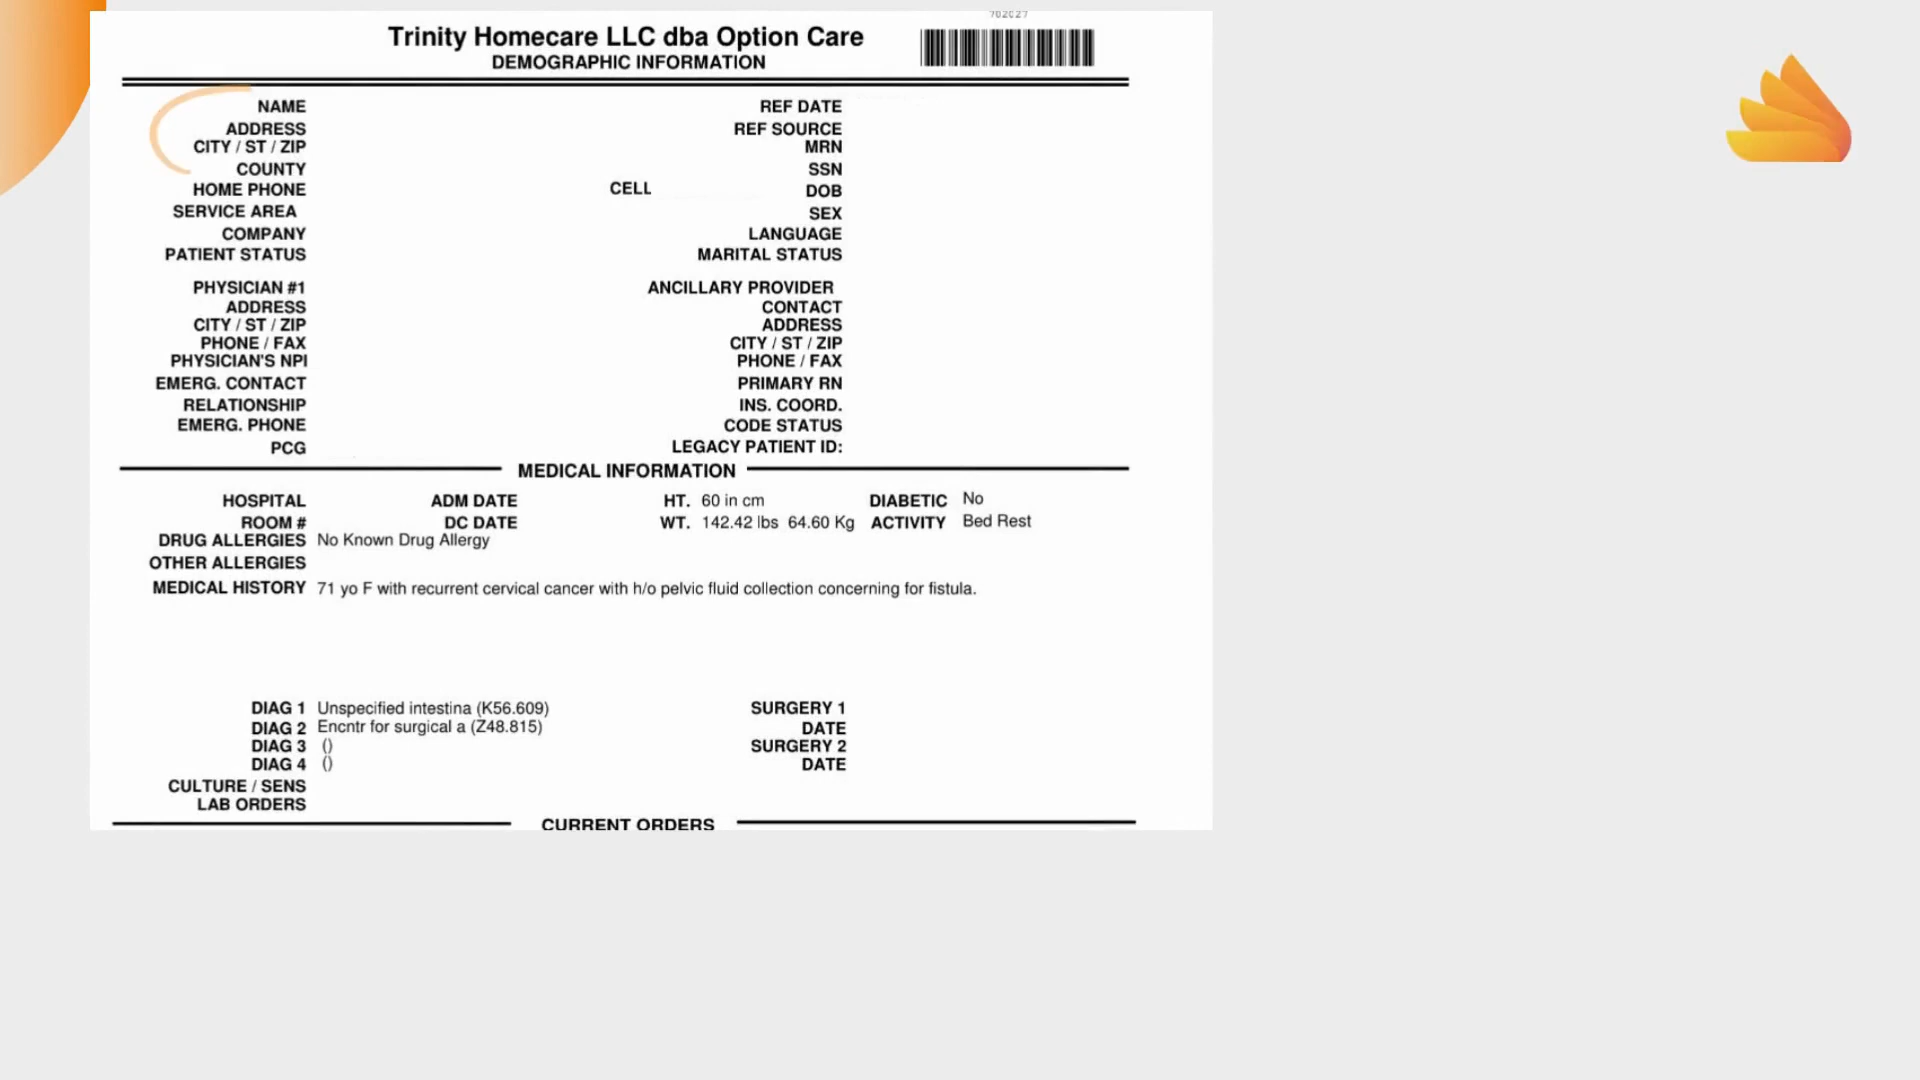 702027
Trinity Homecare LLC dba Option Care
DEMOGRAPHIC INFORMATION
NAME REF DATE
ADDRESS REF SOURCE
CITY / ST / ZIP MRN
COUNTY SSN
HOME PHONE CELL DOB
SERVICE AREA SEX
COMPANY LANGUAGE
PATIENT STATUS MARITAL STATUS
PHYSICIAN #1 ANCILLARY PROVIDER
ADDRESS CONTACT
CITY / ST / ZIP ADDRESS
PHONE / FAX CITY / ST / ZIP
PHYSICIAN'S NPI PHONE / FAX
EMERG. CONTACT PRIMARY RN
RELATIONSHIP INS. COORD.
EMERG. PHONE CODE STATUS
PCG LEGACY PATIENT ID:
MEDICAL INFORMATION
HOSPITAL ADM DATE HT. 60 in cm DIABETIC No
ROOM # DC DATE WT. 142.42 lbs 64.60 Kg ACTIVITY Bed Rest
DRUG ALLERGIES No Known Drug Allergy
OTHER ALLERGIES
MEDICAL HISTORY 71 yo F with recurrent cervical cancer with h/o pelvic fluid collection concerning for fistula.
DIAG 1 Unspecified intestina (K56.609) SURGERY 1
DIAG 2 Encntr for surgical a (Z48.815) DATE
DIAG 3 () SURGERY 2
DIAG 4 () DATE
CULTURE / SENS
LAB ORDERS
CURRENT ORDERS